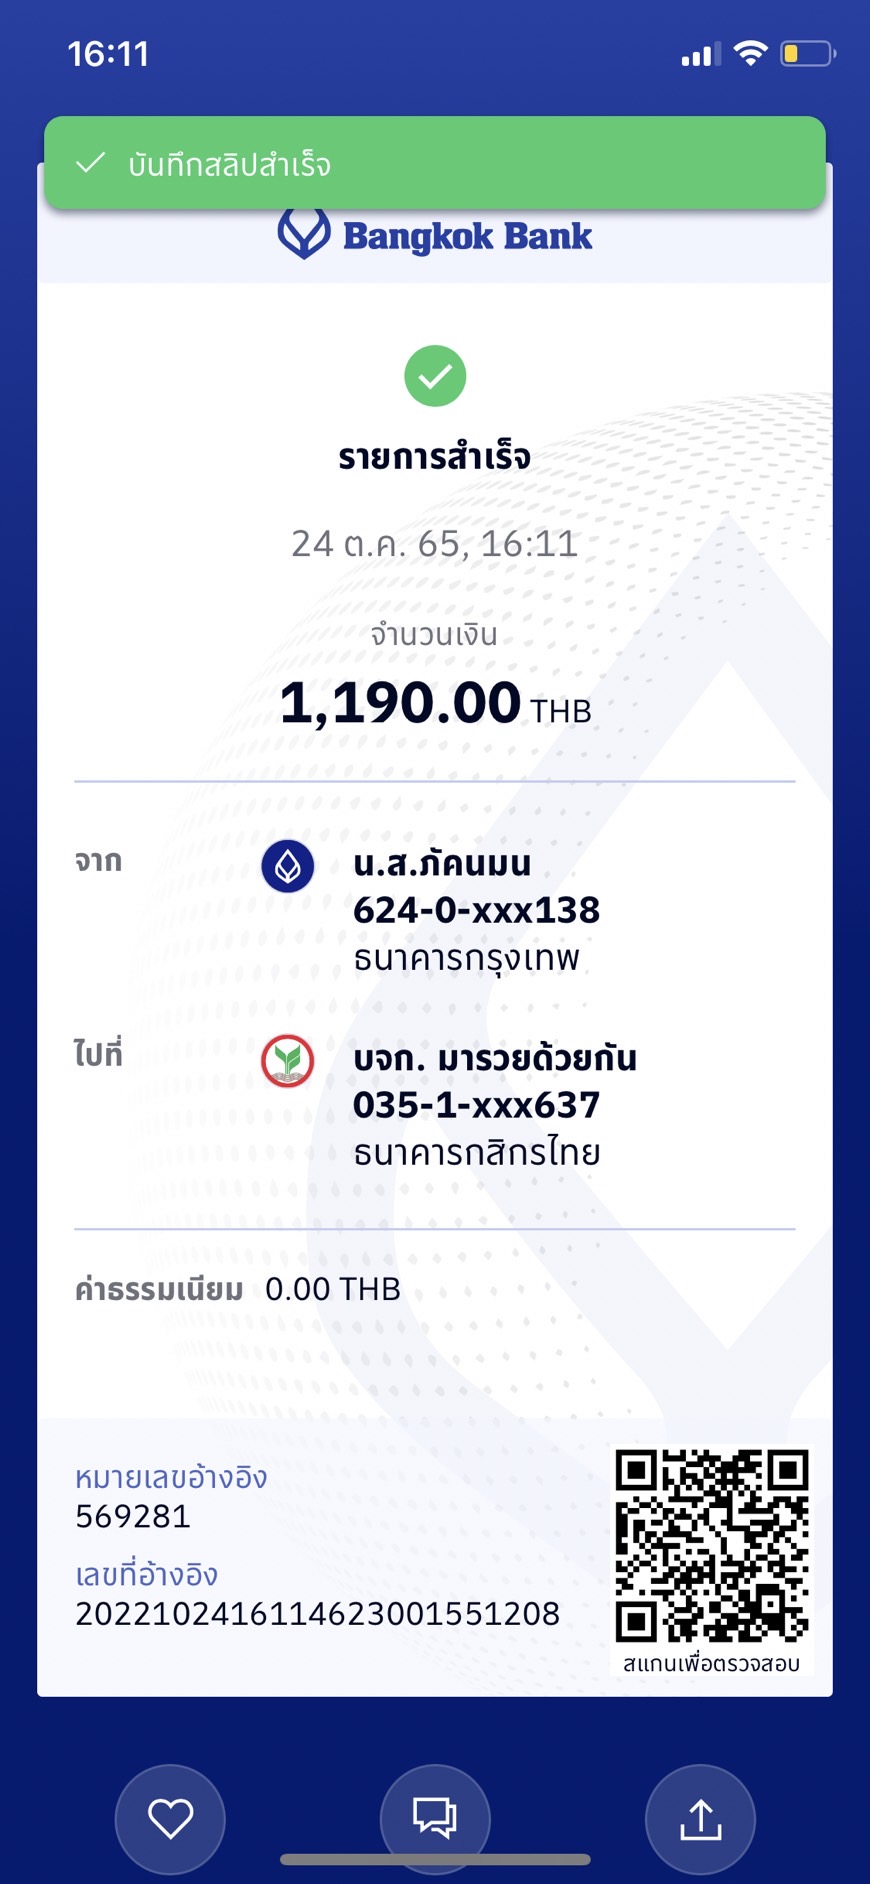 16:11
บันทึกสลิปสำเร็จ
Bangkok Bank
รายการสำเร็จ
24 ต.ค. 65, 16:11
จำนวนเงิน
1,190.00 THB
จาก
น.ส.ภัคนมน
624-0-xxx138
ธนาคารกรุงเทพ
ไปที่
บจก. มารวยด้วยกัน
035-1-xxx637
ธนาคารกสิกรไทย
ค่าธรรมเนียม 0.00 THB
หมายเลขอ้างอิง
569281
เลขที่อ้างอิง
2022102416114623001551208
สแกนเพื่อตรวจสอบ